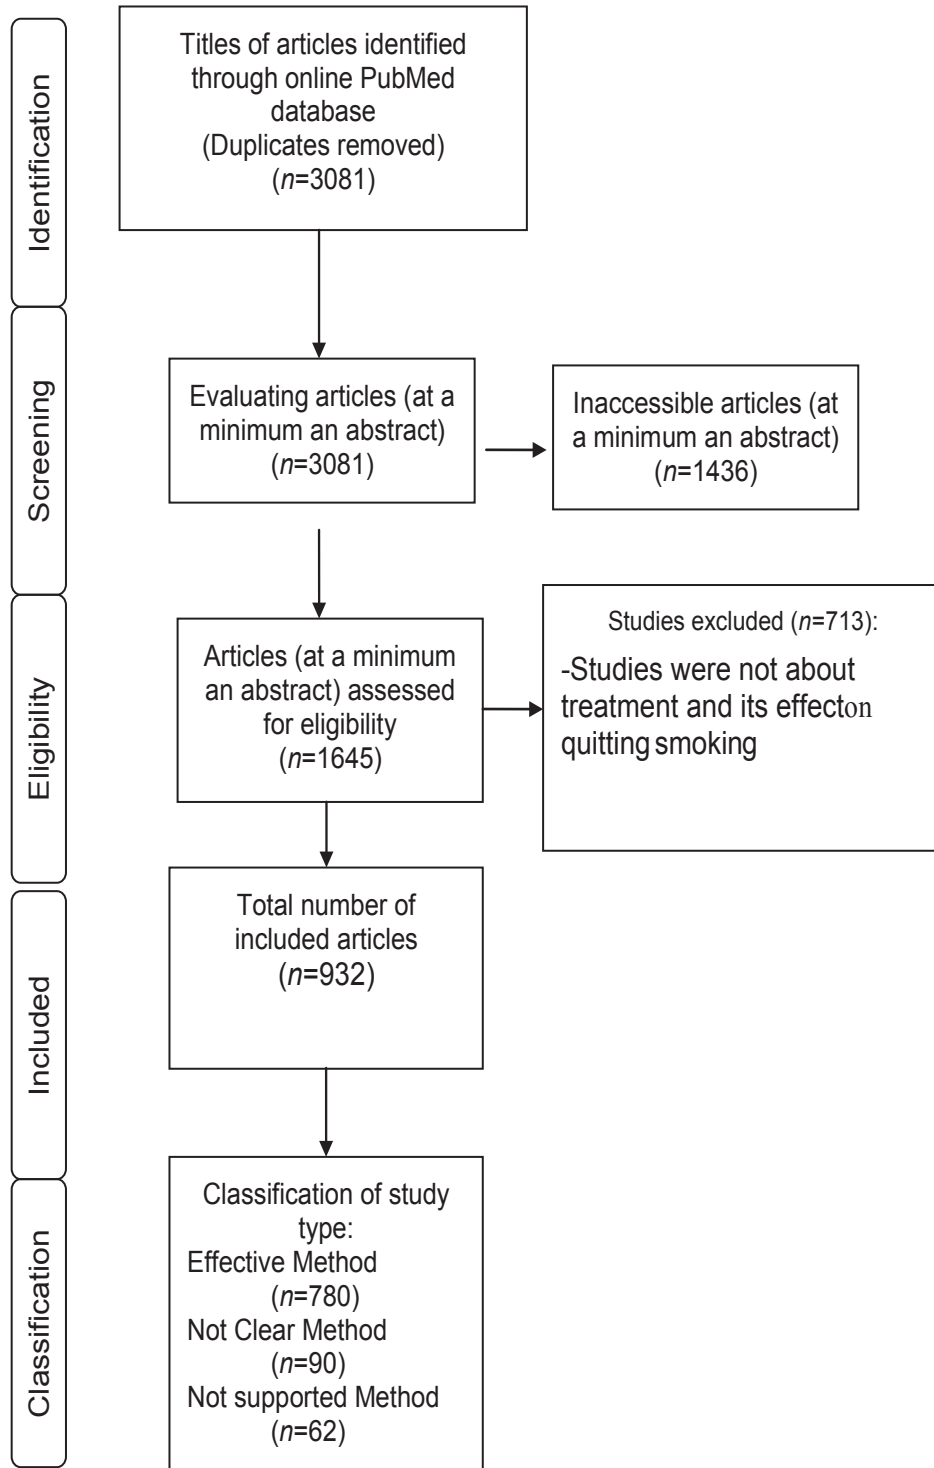 Identification
Titles of articles identified
through online PubMed
database
(Duplicates removed)
(n=3081)
Screening
Evaluating articles (at a
minimum an abstract)
(n=3081)
Inaccessible articles (at
a minimum an abstract)
(n=1436)
Eligibility
Articles (at a minimum
an abstract) assessed
for eligibility
(n=1645)
Studies excluded (n=713):
-Studies were not about
treatment and its effecton
quitting smoking
Included
Total number of
included articles
(n=932)
Classification
Classification of study
type:
Effective Method
(n=780)
Not Clear Method
(n=90)
Not supported Method
(n=62)